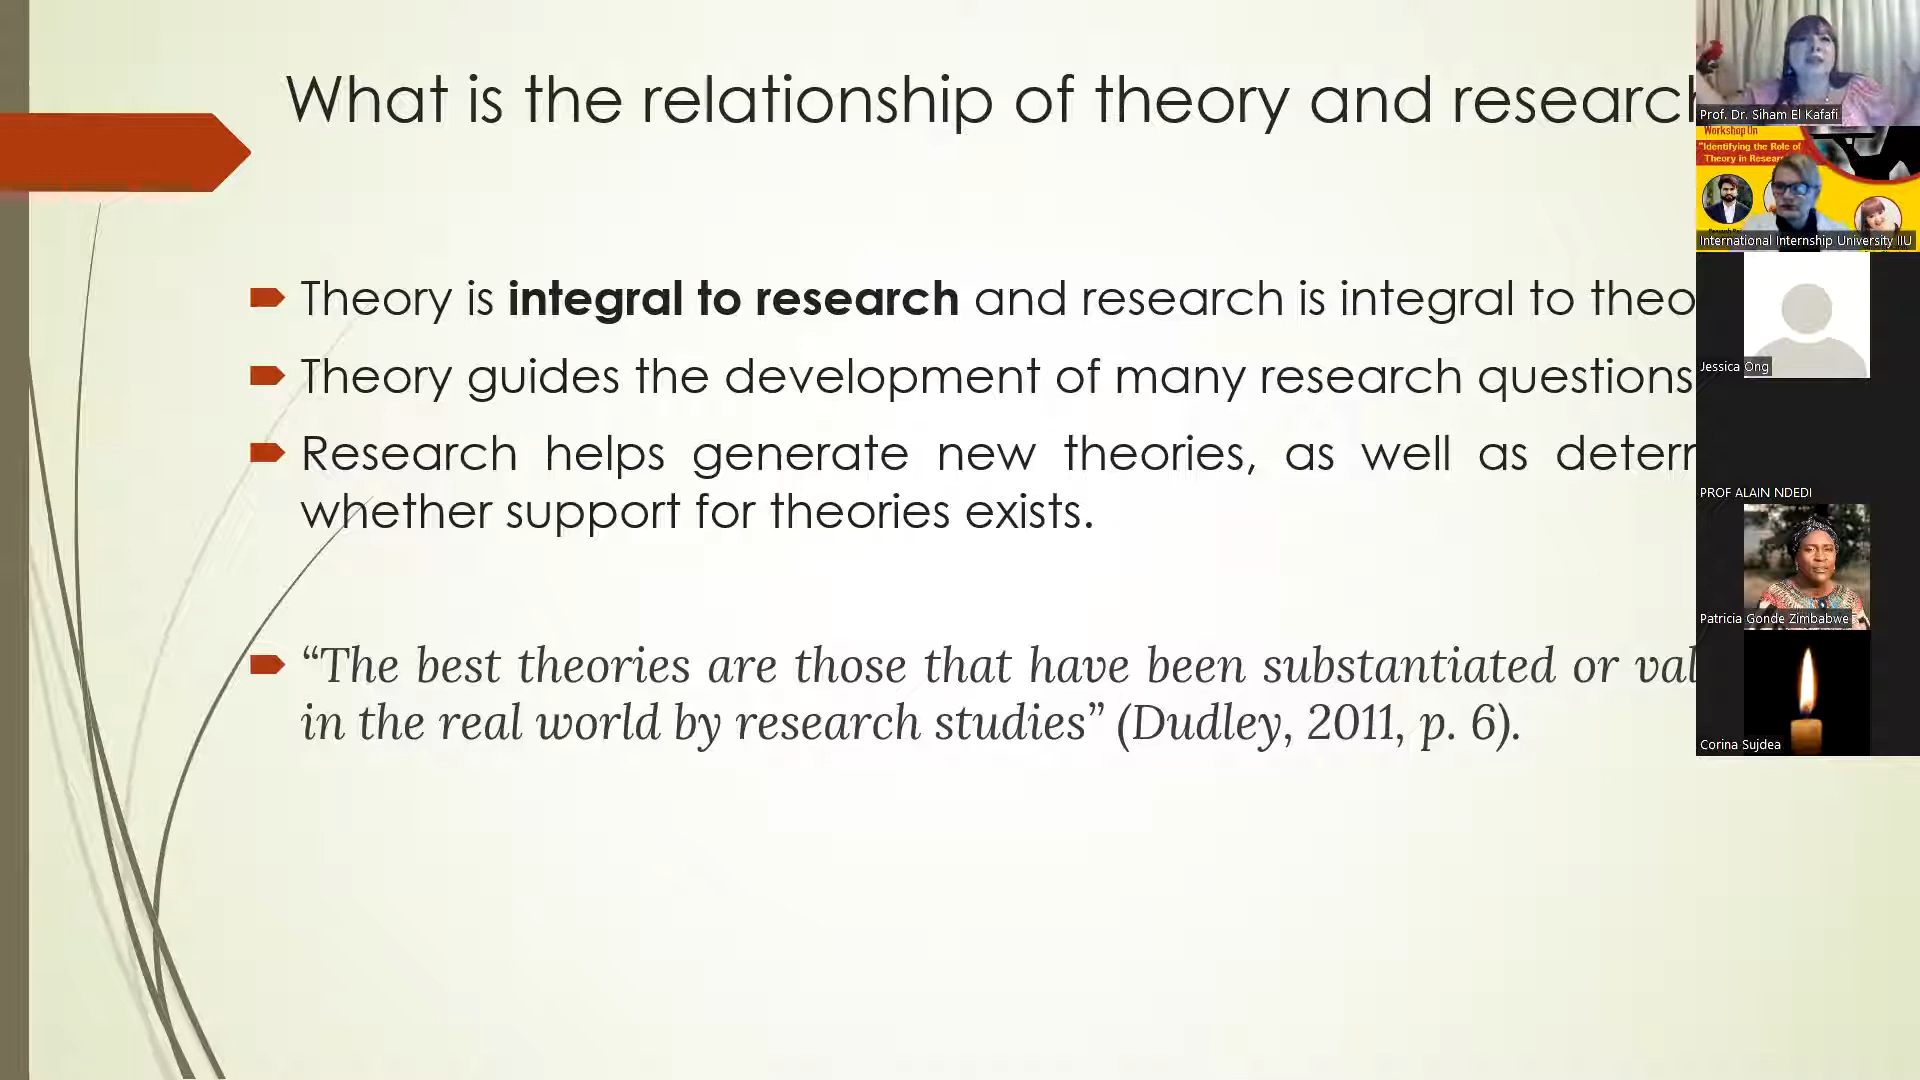 What is the relationship of theory and research
Theory is integral to research and research is integral to theo
Theory guides the development of many research questions
Research helps generate new theories, as well as deterr
whether support for theories exists.
“The best theories are those that have been substantiated or val
in the real world by research studies” (Dudley, 2011, p. 6).
Prof. Dr. Siham El Kafafi
Workshop On
"Identifying the Role of
Theory in Resear
International Internship University IIU
Jessica Ong
PROF ALAIN NDEDI
Patricia Gonde Zimbabwe
Corina Sujdea